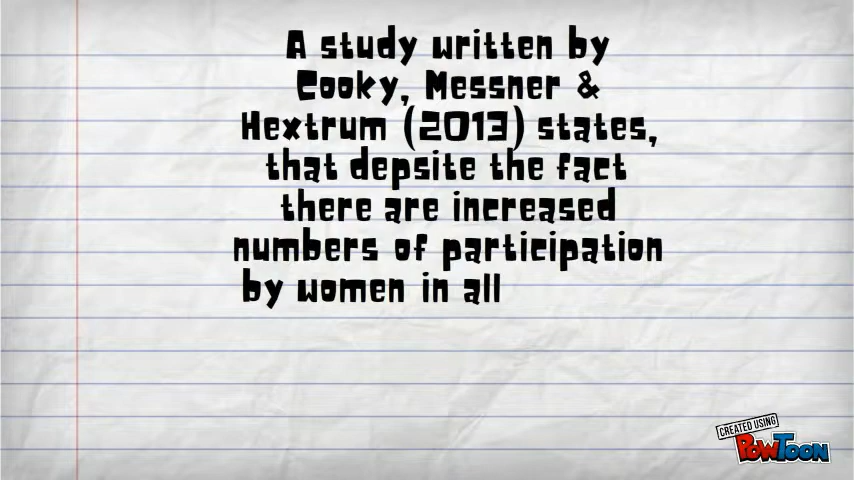 A study written by
Cooky, Messner &
Hextrum (2013) states,
that depsite the fact
there are increased
numbers of participation
by women in all
CREATED USING
POWTOON